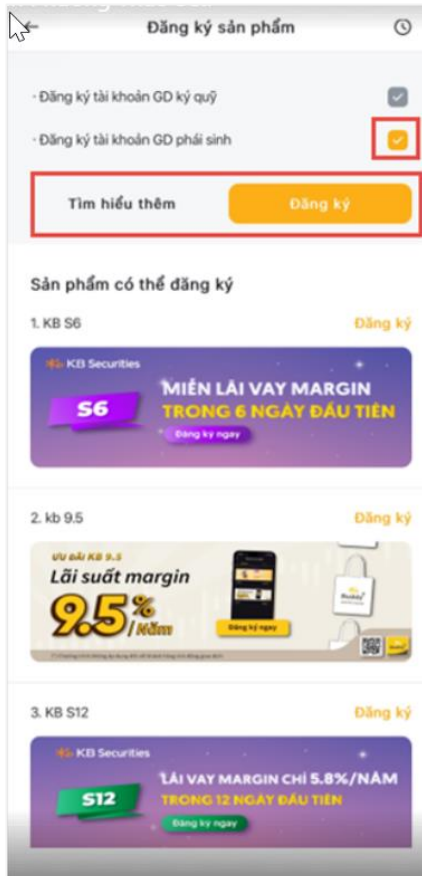 Đăng ký sản phẩm
- Đăng ký tài khoản GD ký quỹ
- Đăng ký tài khoản GD phái sinh
Tìm hiểu thêm
Đăng ký
Sản phẩm có thể đăng ký
1. KB S6
Đăng ký
KB Securities
S6
MIỄN LÃI VAY MARGIN
TRONG 6 NGÀY ĐẦU TIÊN
Đăng ký ngay
2. kb 9.5
Đăng ký
ƯU ĐÃI KB 9.5
Lãi suất margin
9.5%
/Năm
Đăng ký ngay
Buddy
3. KB S12
Đăng ký
KB Securities
S12
LÃI VAY MARGIN CHỈ 5.8%/NĂM
TRONG 12 NGÀY ĐẦU TIÊN
Đăng ký ngay